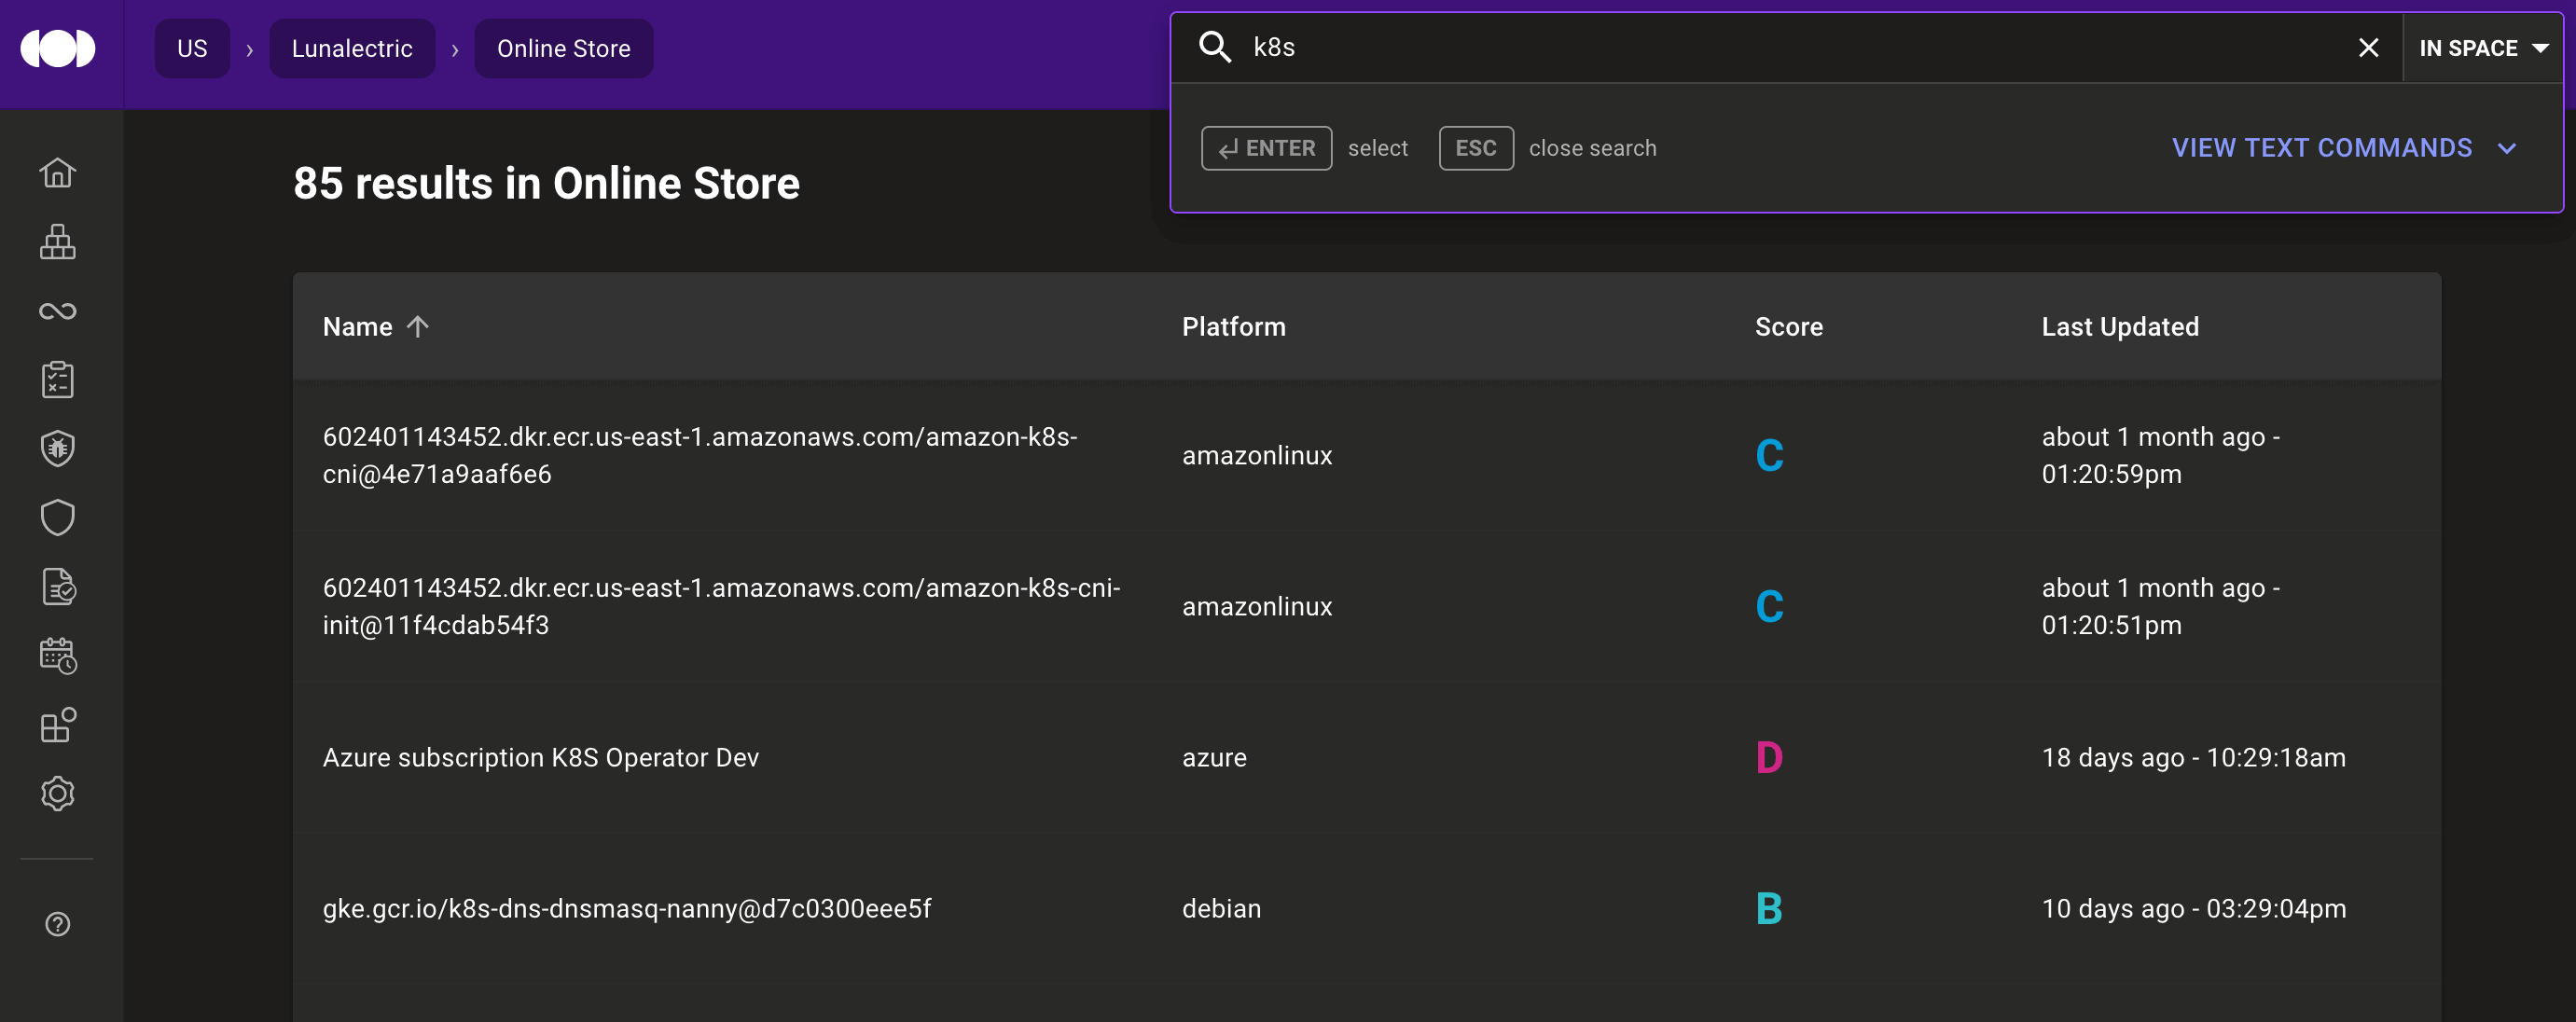 US › Lunalectric › Online Store
k8s
IN SPACE
ENTER select ESC close search
VIEW TEXT COMMANDS
85 results in Online Store
Name Platform Score Last Updated
602401143452.dkr.ecr.us-east-1.amazonaws.com/amazon-k8s-
cni@4e71a9aaf6e6
amazonlinux
C
about 1 month ago -
01:20:59pm
602401143452.dkr.ecr.us-east-1.amazonaws.com/amazon-k8s-cni-
init@11f4cdab54f3
amazonlinux
C
about 1 month ago -
01:20:51pm
Azure subscription K8S Operator Dev
azure
D
18 days ago - 10:29:18am
gke.gcr.io/k8s-dns-dnsmasq-nanny@d7c0300eee5f
debian
B
10 days ago - 03:29:04pm